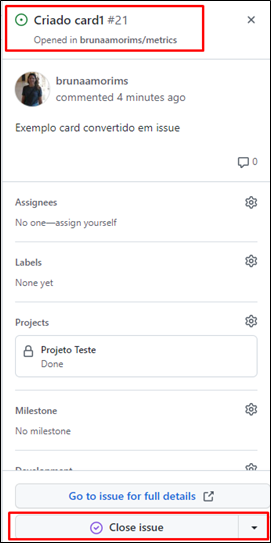 Criado card1 #21
Opened in brunaamorims/metrics
brunaamorims
commented 4 minutes ago
Exemplo card convertido em issue
0
Assignees
No one—assign yourself
Labels
None yet
Projects
Projeto Teste
Done
Milestone
No milestone
Development
Go to issue for full details
Close issue